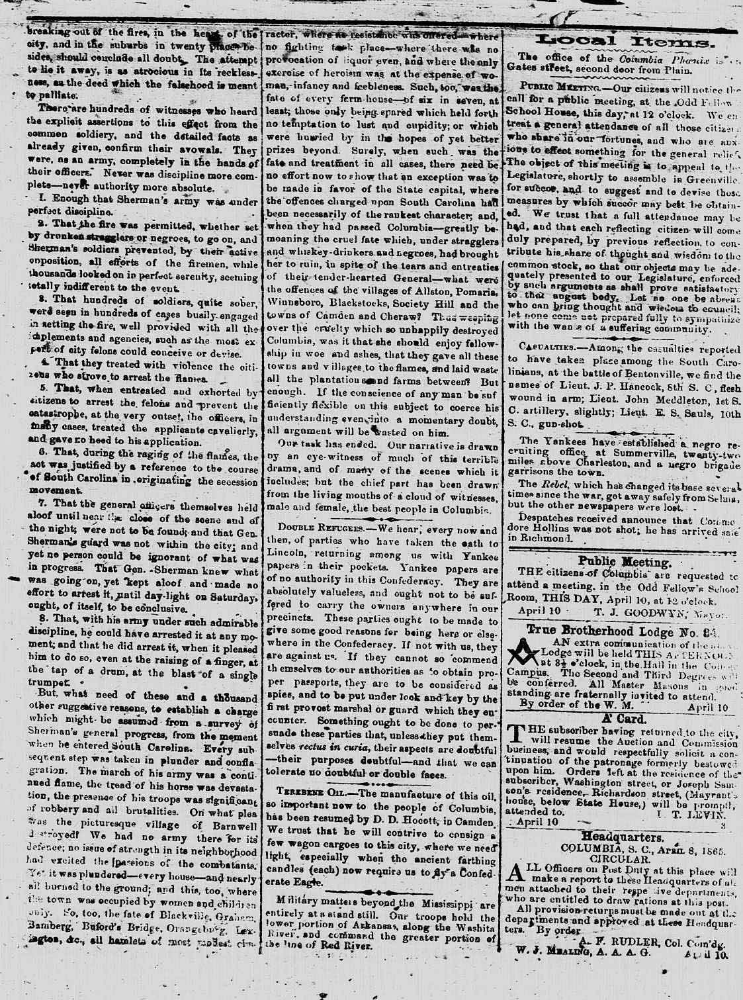 breaking out of the fires, in the heart of the
city, and in the suburbs in twenty places be-
sides, should conclude all doubt. The attempt
to lie it away, is as atrocious in its reckless-
ness, as the deed which the falsehood is meant
to palliate.
There are hundreds of witnesses who heard
the explicit assertions to this effect from the
common soldiery, and the detailed facts as
already given, confirm their avowals. They
were, as an army, completely in the hands of
their officers. Never was discipline more com-
plete—never authority more absolute.
I. Enough that Sherman's army was under
perfect discipline.
2. That the fire was permitted, whether set
by drunken stragglers or negroes, to go on, and
Sherman's soldiers prevented, by their active
opposition, all efforts of the firemen, while
thousands looked on in perfect serenity, seeming
totally indifferent to the event.
3. That hundreds of soldiers, quite sober,
were seen in hundreds of cases busily engaged
in setting the fire, well provided with all the
implements and agencies, such as the most ex
pert of city felons could conceive or devise.
4. That they treated with violence the citi-
zens who strove to arrest the flames.
5. That, when entreated and exhorted by
citizens to arrest the felons and prevent the
catastrophe, at the very outset, the officers, in
many cases, treated the applicants cavalierly,
and gave no heed to his application.
6. That, during the raging of the flames, the
act was justified by a reference to the course
of South Carolina in originating the secession
movement.
7. That the general officers themselves held
aloof until near the close of the scene and of
the night; were not to be found; and that Gen.
Sherman's guard was not within the city; and
yet no person could be ignorant of what was
in progress. That Gen. Sherman knew what
was going on, yet kept aloof and made no
effort to arrest it, until day-light on Saturday,
ought, of itself, to be conclusive.
8. That, with his army under such admirable
discipline, he could have arrested it at any mo-
ment; and that he did arrest it, when it pleased
him to do so, even at the raising of a finger, at
the tap of a drum, at the blast of a single
trumpet.
But, what need of these and a thousand
other suggestive reasons, to establish a charge
which might be assumed from a survey of
Sherman's general progress, from the moment
when he entered South Carolina. Every sub
sequent step was taken in plunder and confla-
gration. The march of his army was a conti-
nued flame, the tread of his horse was devasta-
tion, the presence of his troops was significant
of robbery and all brutalities. On what plea
was the picturesque village of Barnwell
destroyed? We had no army there for its
defence; no issue of strength in its neighborhood
had excited the passions of the combatants.
Yet it was plundered—every house—and nearly
all burned to the ground; and this, too, where
the town was occupied by women and children
only. So, too, the fate of Blackville, Graham,
Bamberg, Buford's Bridge, Orangeburg, Lex-
ington, &c., all hamlets of most modest cha-
racter, where no resistance was offered—where
no fighting took place—where there was no
provocation of liquor even, and where the only
exercise of heroism was at the expense of wo-
man, infancy and feebleness. Such, too, was the
fate of every farm house—of six in seven, at
least; those only being spared which held forth
no temptation to lust and cupidity; or which
were hurried by in the hopes of yet better
prizes beyond. Surely, when such was the
fate and treatment in all cases, there need be
no effort now to show that an exception was to
be made in favor of the State capital, where
the offences charged upon South Carolina had
been necessarily of the rankest character; and,
when they had passed Columbia—greatly be-
moaning the cruel fate which, under stragglers
and whiskey-drinkers and negroes, had brought
her to ruin, in spite of the tears and entreaties
of their tender-hearted General—what were
the offences of the villages of Allston, Pomaria,
Winnsboro, Blackstocks, Society Hill and the
towns of Camden and Cheraw? Thus weeping
over the cruelty which so unhappily destroyed
Columbia, was it that she should enjoy fellow-
ship in woe and ashes, that they gave all these
towns and villages to the flames, and laid waste
all the plantations and farms between? But
enough. If the conscience of any man be suf
ficiently flexible on this subject to coerce his
understanding even into a momentary doubt,
all argument will be wasted on him.
Our task has ended. Our narrative is drawn
by an eye-witness of much of this terrible
drama, and of many of the scenes which it
includes; but the chief part has been drawn
from the living mouths of a cloud of witnesses,
male and female, the best people in Columbia.
DOUBLE REFUGEES.—We hear, every now and
then, of parties who have taken the oath to
Lincoln, returning among us with Yankee
papers in their pockets. Yankee papers are
of no authority in this Confederacy. They are
absolutely valueless, and ought not to be suf-
fered to carry the owners anywhere in our
precincts. These parties ought to be made to
give some good reasons for being here or else-
where in the Confederacy. If not with us, they
are against us. If they cannot so commend
themselves to our authorities as to obtain pro-
per passports, they are to be considered as
spies, and to be put under lock and key by the
first provost marshal or guard which they en-
counter. Something ought to be done to per-
suade these parties that, unless they put them-
selves rectus in curia, their aspects are doubtful
—their purposes doubtful—and that we can
tolerate no doubtful or double faces.
TEREBENE OIL.—The manufacture of this oil,
so important now to the people of Columbia,
has been resumed by D. D. Hocott, in Camden.
We trust that he will contrive to consign a
few wagon cargoes to this city, where we need
light, especially when the ancient farthing
candles (each) now require us to fly a Confed-
erate Eagle.
Military matters beyond the Mississippi are
entirely at a stand still. Our troops hold the
lower portion of Arkansas, along the Washita
River, and command the greater portion of
the line of Red River.
Local Items.
The office of the Columbia Phœnix is on
Gates street, second door from Plain.
PUBLIC MEETING.—Our citizens will notice the
call for a public meeting, at the Odd Fellow
School House, this day, at 12 o'clock. We en
treat a general attendance of all those citizens
who share in our fortunes, and who are anx-
ious to effect something for the general relief.
The object of this meeting is to appeal to the
Legislature, shortly to assemble in Greenville
for succor, and to suggest and to devise those
measures by which succor may best be obtain-
ed. We trust that a full attendance may be
had, and that each reflecting citizen will come
duly prepared, by previous reflection, to con-
tribute his share of thought and wisdom to the
common stock, so that our objects may be ade-
quately presented to our Legislature, enforced
by such arguments as shall prove satisfactory
to that august body. Let no one be absent
who can bring thought and wisdom to council;
let none come not prepared fully to sympathize
with the wants of a suffering community.
CASUALTIES.—Among the casualties reported
to have taken place among the South Caro-
linians, at the battle of Bentonville, we find the
names of Lieut. J. P. Hancock, 8th S. C, flesh
wound in arm; Lieut. John Meddleton, 1st S.
C. artillery, slightly; Lieut. E. S. Sauls, 10th
S. C., gun-shot.
The Yankees have established a negro re-
cruiting office at Summerville, twenty-two
miles above Charleston, and a negro brigade
garrisons the town.
The Rebel, which has changed its base several
times since the war, got away safely from Selma,
but the other newspapers were lost.
Despatches received announce that Commo
dore Hollins was not shot; he has arrived safe
in Richmond.
Public Meeting.
THE citizens of Columbia are requested to
attend a meeting, in the Odd Fellow's School
Room, THIS DAY, April 10, at 12 o'clock.
April 10 T. J. GOODWYN, Mayor.
True Brotherhood Lodge No. 84.
AN extra communication of the
Lodge will be held THIS AFTERNOON
at 3½ o'clock, in the Hall in the College
Campus. The Second and Third Degrees will
be conferred. All Master Masons in good
standing are fraternally invited to attend.
By order of the W. M. April 10
A Card.
THE subscriber having returned to the city,
will resume the Auction and Commission
business, and would respectfully solicit a con-
tinuation of the patronage formerly bestowed
upon him. Orders left at the residence of the
subscriber, Washington street, or Joseph Sam-
son's residence, Richardson street, (Mayrant's
house, below State House,) will be promptly
attended to. I. T. LEVIN.
April 10 3
Headquarters.
COLUMBIA, S. C., APRIL 8, 1865.
CIRCULAR.
ALL Officers on Post Duty at this place will
make a report to these Headquarters of all
men attached to their respective departments,
who are entitled to draw rations at this post.
All provision returns must be made out at the
departments and approved at these Headquar-
ters. By order
A. F. RUDLER, Col. Com'dg.
W. J. MEALING, A. A. A. G. April 10.